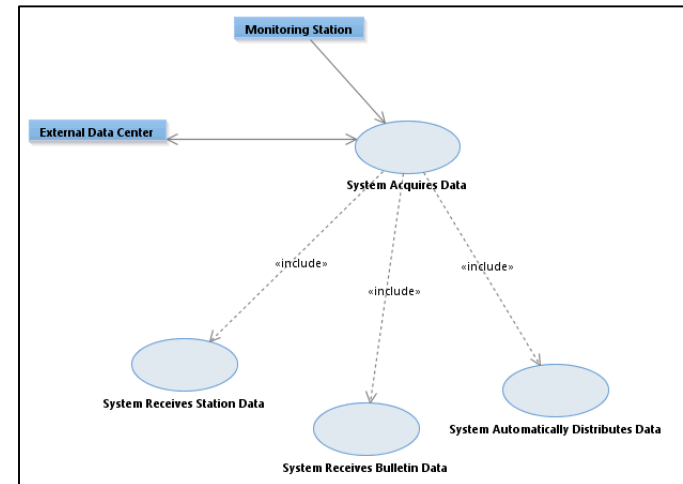 Monitoring Station
External Data Center
System Acquires Data
«include»
«include»
«include»
System Receives Station Data
System Automatically Distributes Data
System Receives Bulletin Data